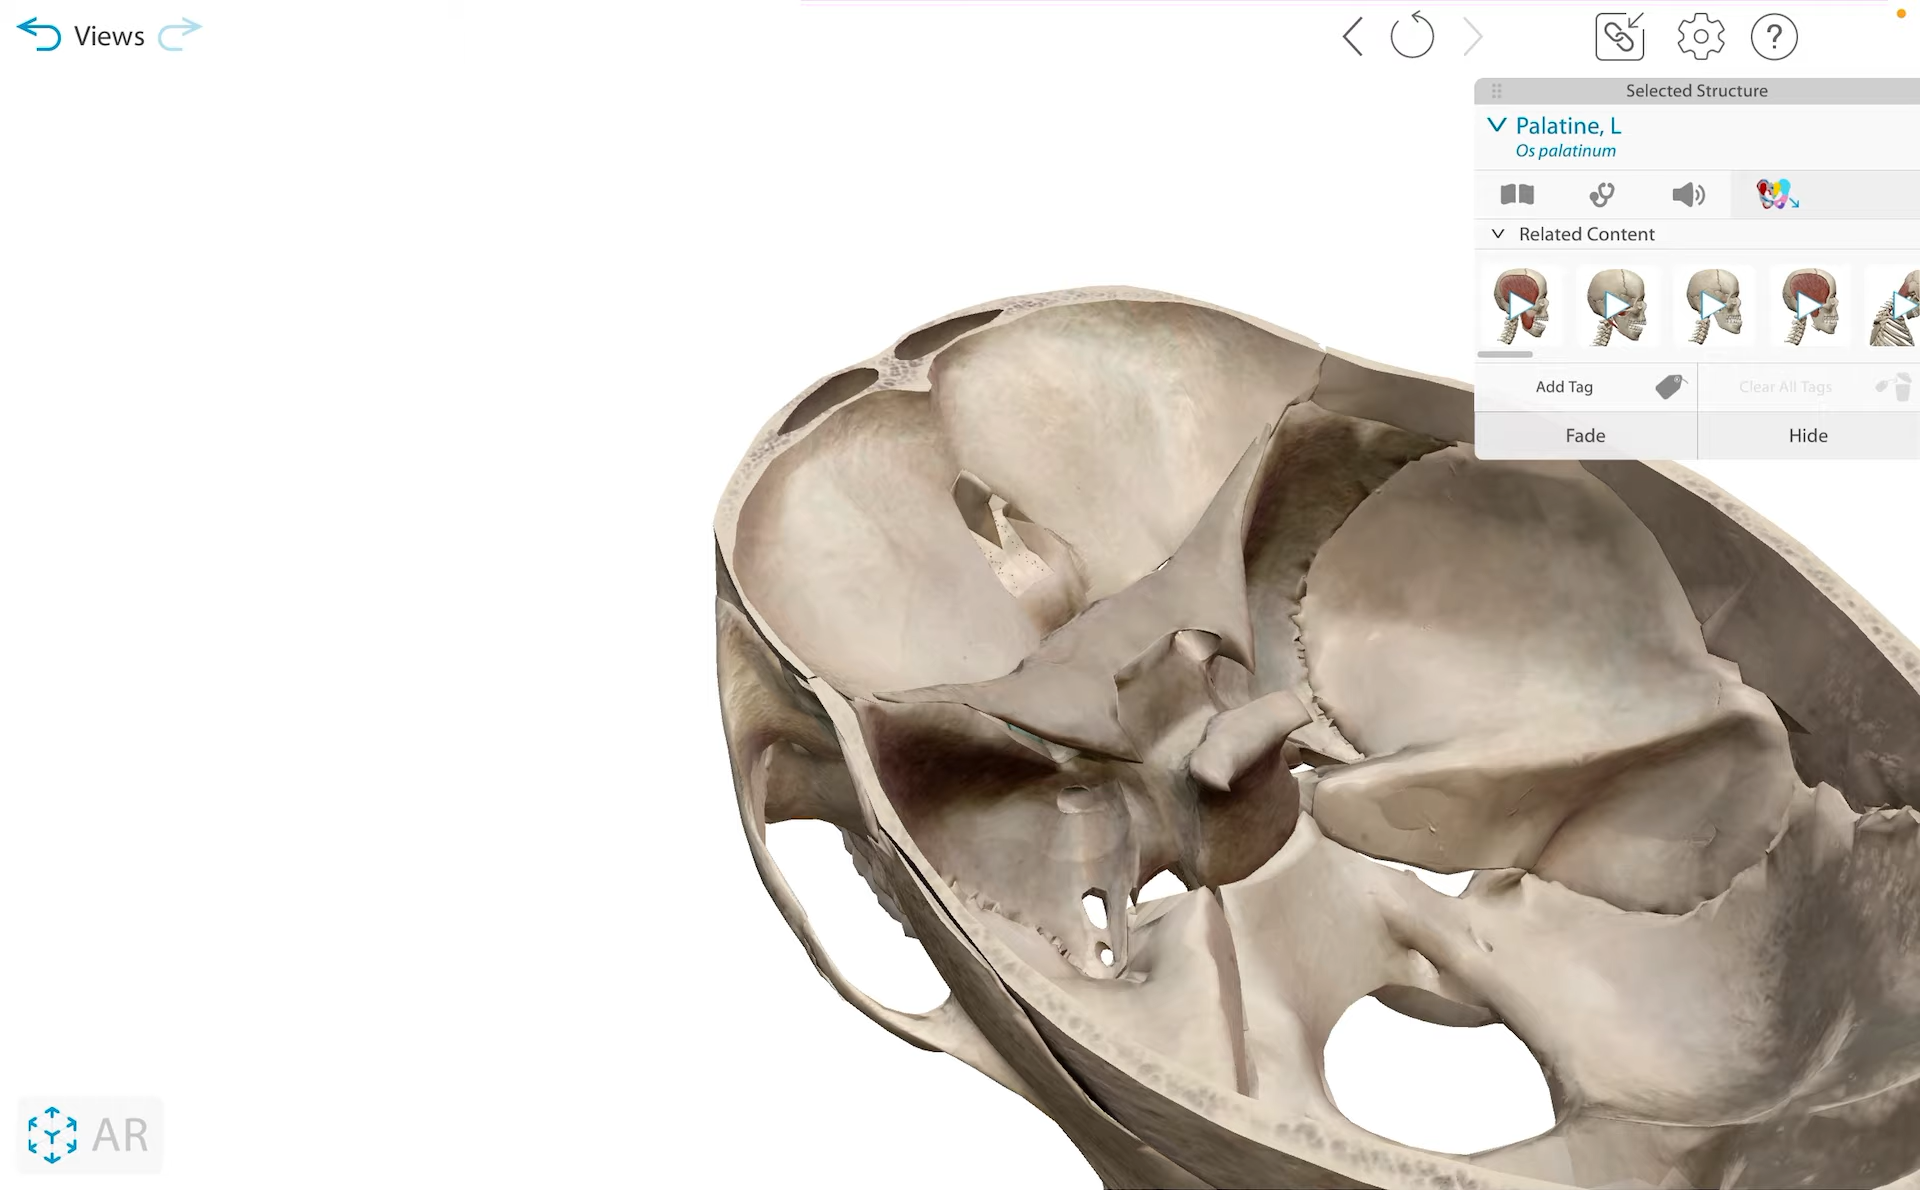 Views
?
Selected Structure
Palatine, L
Os palatinum
Related Content
Add Tag
Clear All Tags
Fade
Hide
AR